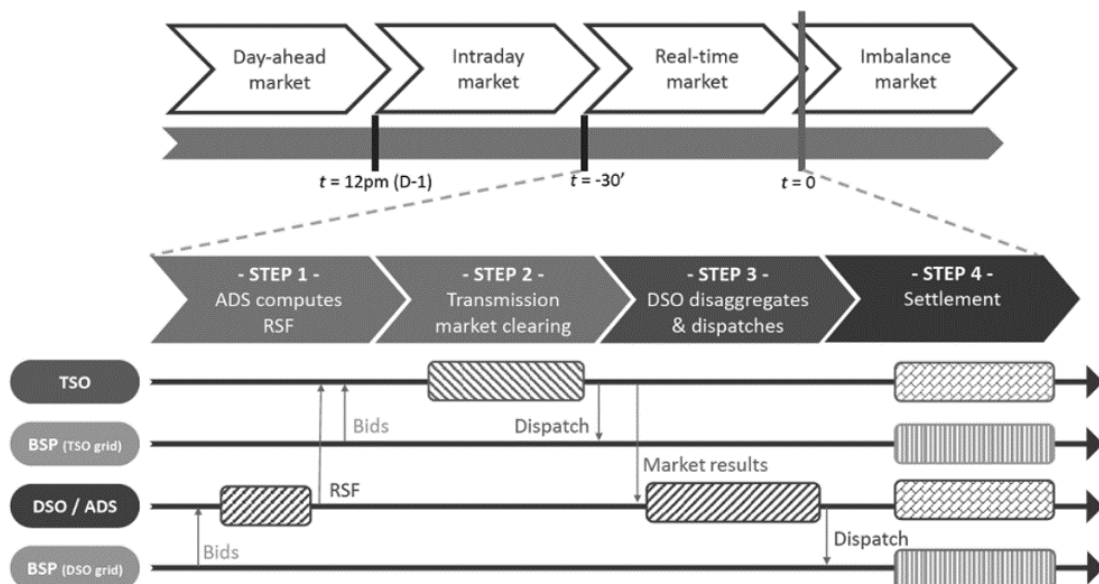 Day-ahead
market
Intraday
market
Real-time
market
Imbalance
market
t = 12pm (D-1)
t = -30'
t = 0
- STEP 1 -
ADS computes
RSF
- STEP 2 -
Transmission
market clearing
- STEP 3 -
DSO disaggregates
& dispatches
- STEP 4 -
Settlement
TSO
Bids
Dispatch
BSP (TSO grid)
Market results
RSF
DSO / ADS
Bids
Dispatch
BSP (DSO grid)